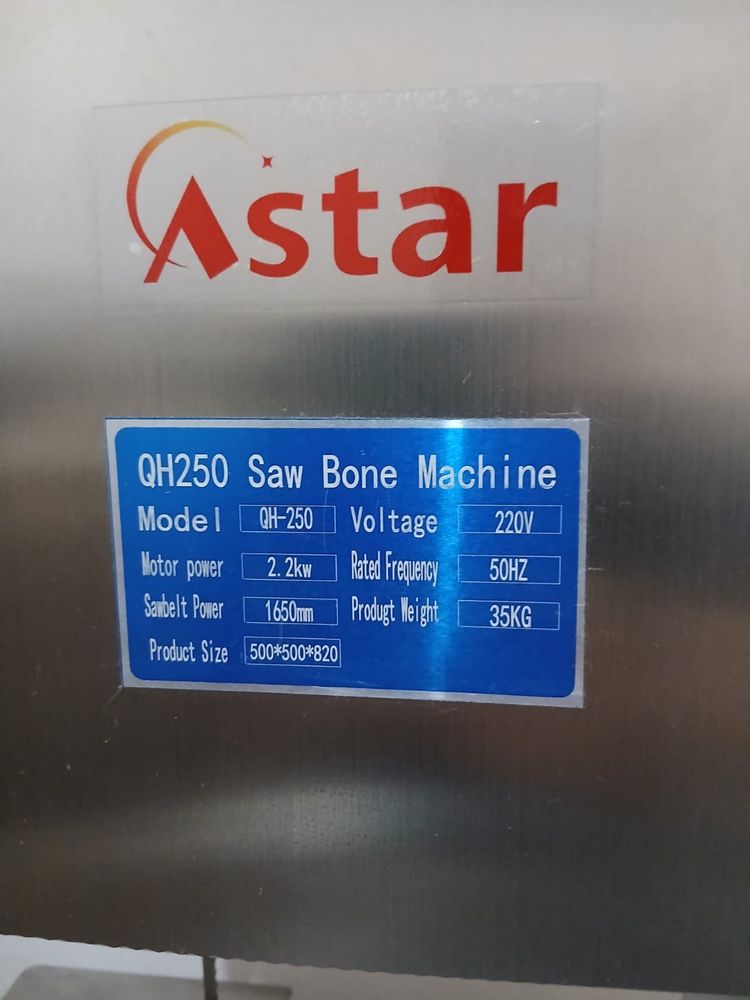 Astar
QH250 Saw Bone Machine
Model QH-250 Voltage 220V
Motor power 2.2kw Rated Frequency 50HZ
Sawbelt Power 1650mm Produgt Weight 35KG
Product Size 500*500*820